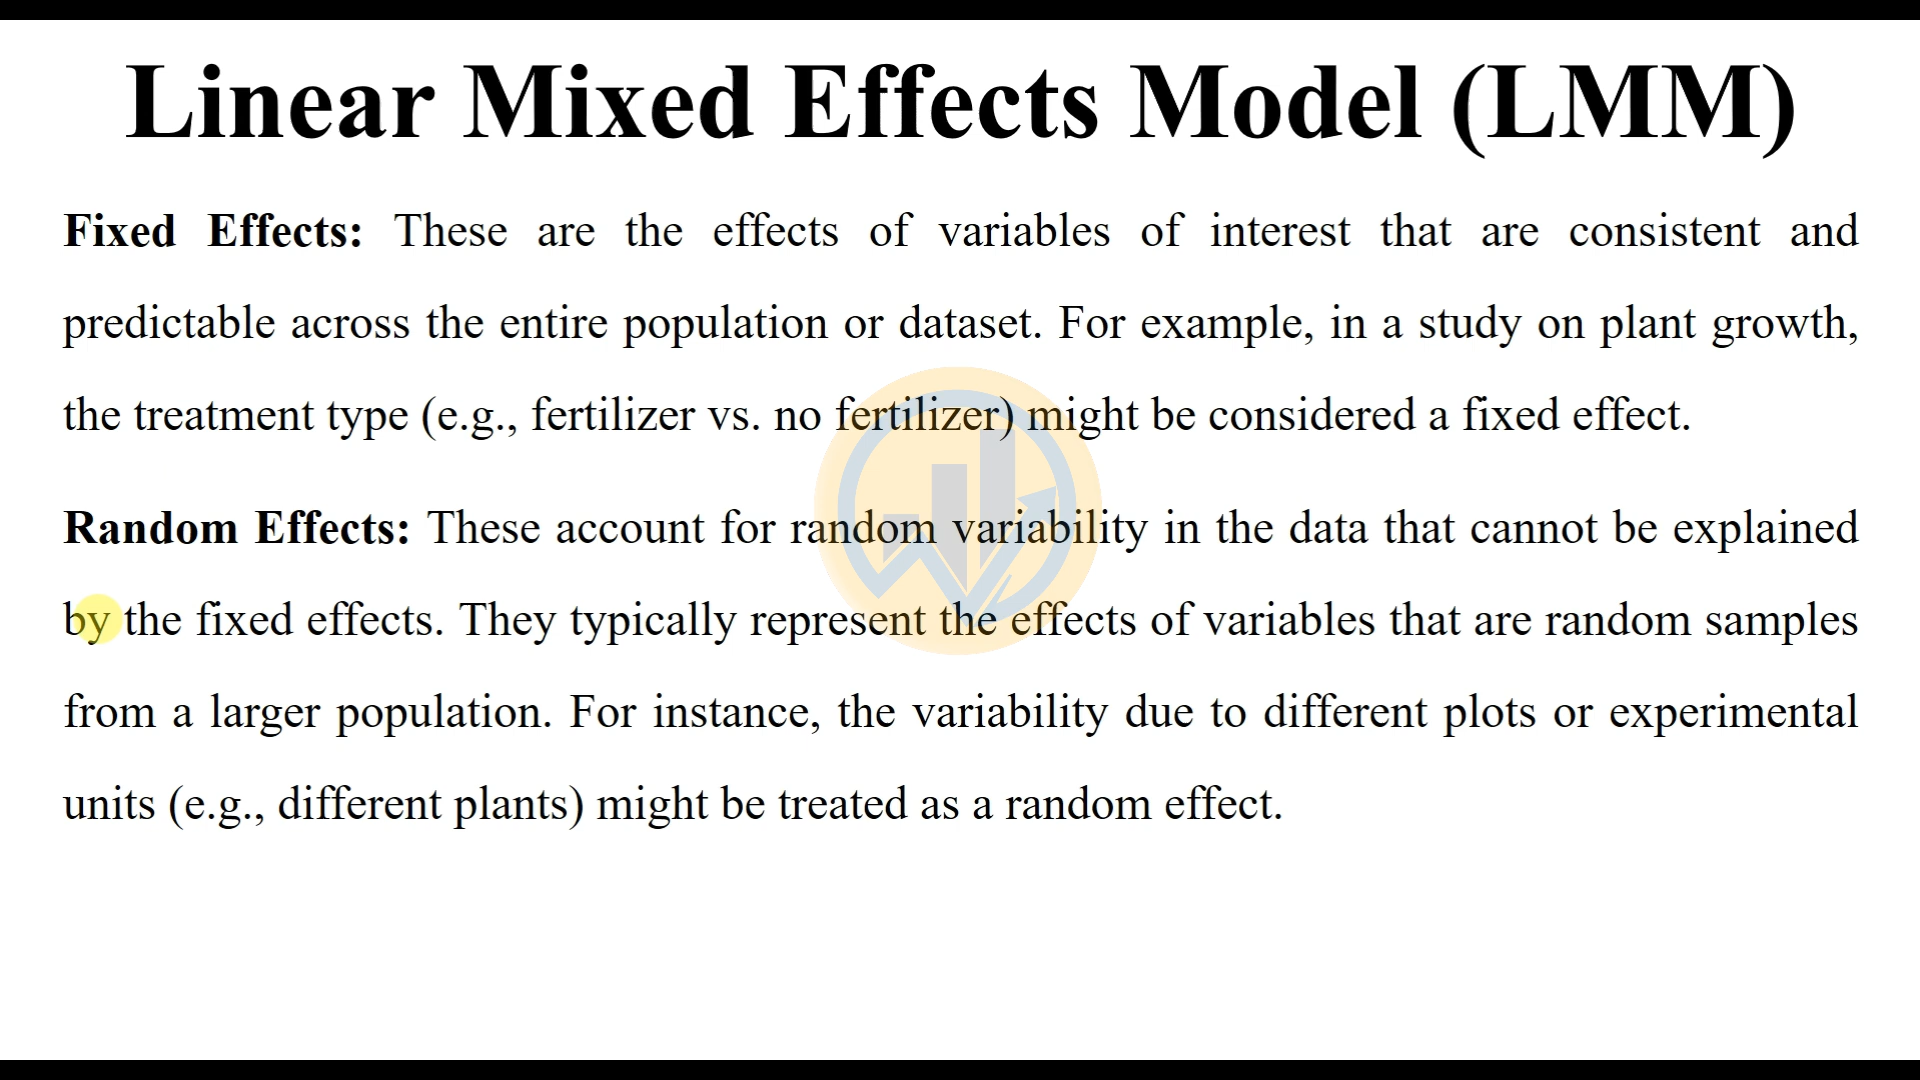 Linear Mixed Effects Model (LMM)
Fixed Effects: These are the effects of variables of interest that are consistent and
predictable across the entire population or dataset. For example, in a study on plant growth,
the treatment type (e.g., fertilizer vs. no fertilizer) might be considered a fixed effect.
Random Effects: These account for random variability in the data that cannot be explained
by the fixed effects. They typically represent the effects of variables that are random samples
from a larger population. For instance, the variability due to different plots or experimental
units (e.g., different plants) might be treated as a random effect.